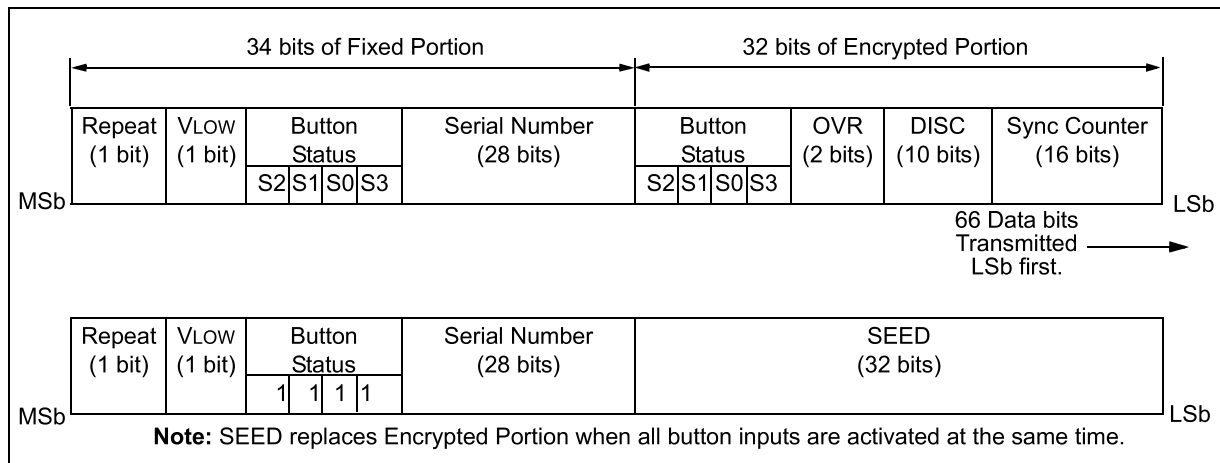 34 bits of Fixed Portion 32 bits of Encrypted Portion
Repeat VLOW Button Serial Number Button OVR DISC Sync Counter
(1 bit) (1 bit) Status (28 bits) Status (2 bits) (10 bits) (16 bits)
S2 S1 S0 S3 S2 S1 S0 S3
MSb LSb
66 Data bits
Transmitted
LSb first.
Repeat VLOW Button Serial Number SEED
(1 bit) (1 bit) Status (28 bits) (32 bits)
1 1 1 1
MSb LSb
Note: SEED replaces Encrypted Portion when all button inputs are activated at the same time.